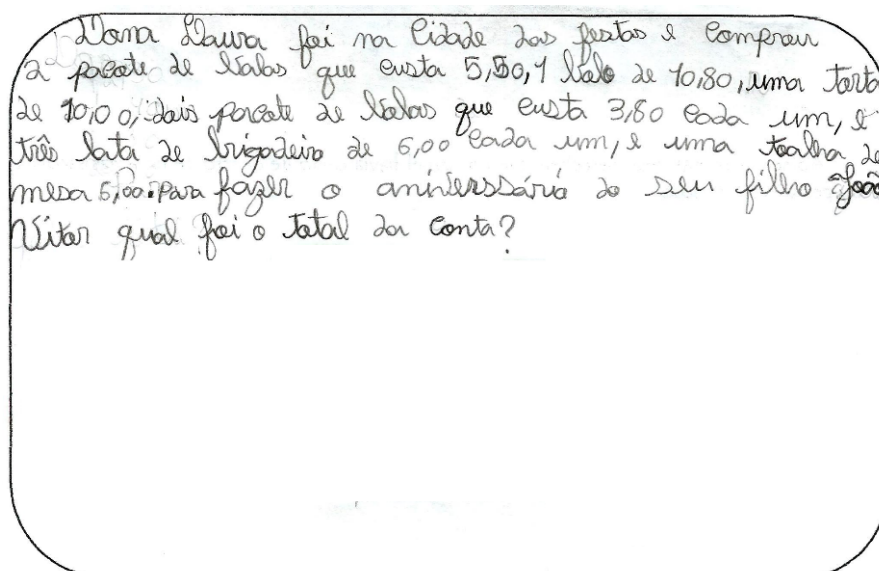 Dona Laura foi na Cidade das festas e comprou
2 pacote de balas que custa 5,50, 1 bolo de 10,80, uma torta
de 10,00, dois pacote de balas que custa 3,80 cada um, e
três lata de brigadeiro de 6,00 cada um, e uma toalha de
mesa 5,00. para fazer o aniverssário do seu filho João
Vitor qual foi o total da conta?